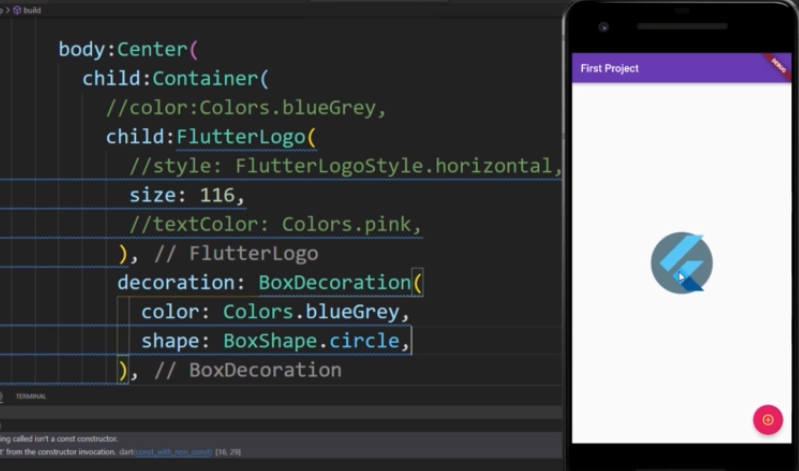 build
body:Center(
child:Container(
//color:Colors.blueGrey,
child:FlutterLogo(
//style: FlutterLogoStyle.horizontal,
size: 116,
//textColor: Colors.pink,
), // FlutterLogo
decoration: BoxDecoration(
color: Colors.blueGrey,
shape: BoxShape.circle,
), // BoxDecoration
TERMINAL
ing called isn't a const constructor.
t' from the constructor invocation. dart(const_with_non_const) [16, 29]
First Project
DEBUG